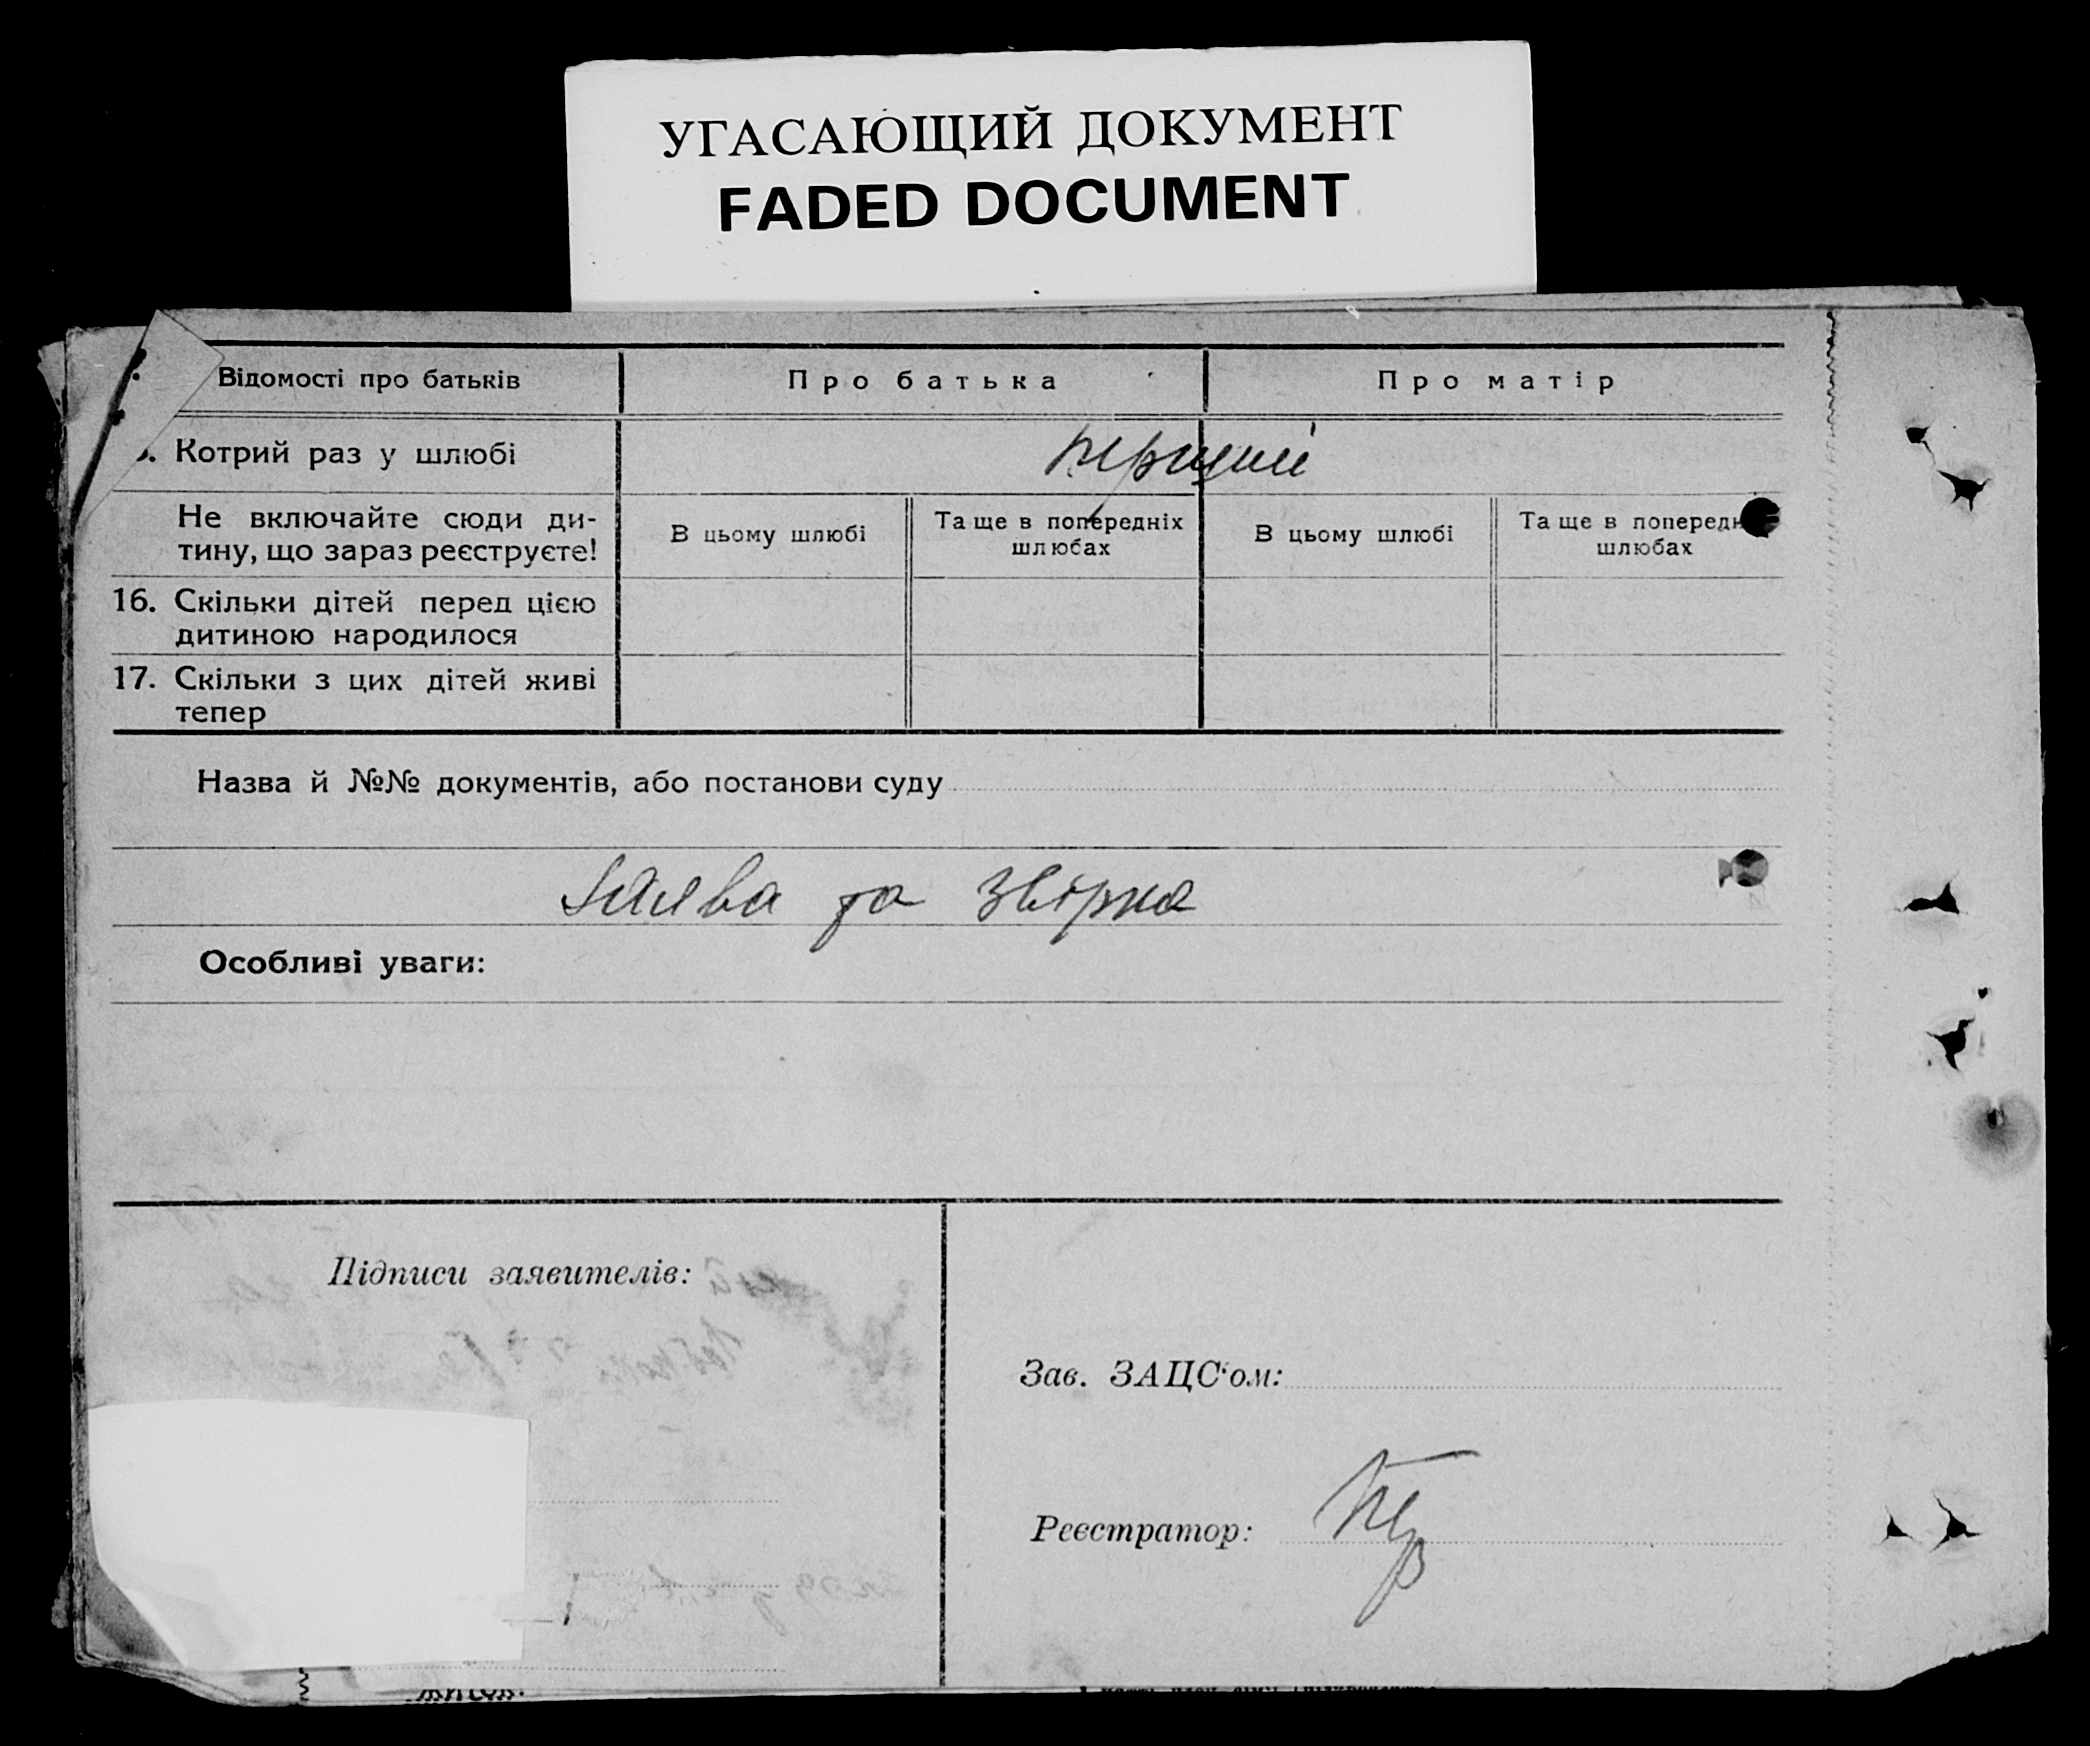 УГАСАЮЩИЙ ДОКУМЕНТ
FADED DOCUMENT
Відомості про батьків
Про батька
Про матір
Котрий раз у шлюбі
перший
Не включайте сюди ди-
тину, що зараз реєструєте!
В цьому шлюбі
Та ще в попередніх
шлюбах
В цьому шлюбі
Та ще в
шлюбах
16. Скільки дітей перед цією
дитиною народилося
17. Скільки з цих дітей живі
тепер
Назва й №№ документів, або постанови суду
заява та звірка
Особливі уваги:
Підписи заявителів:
Зав. ЗАЦС'ом:
Реєстратор: